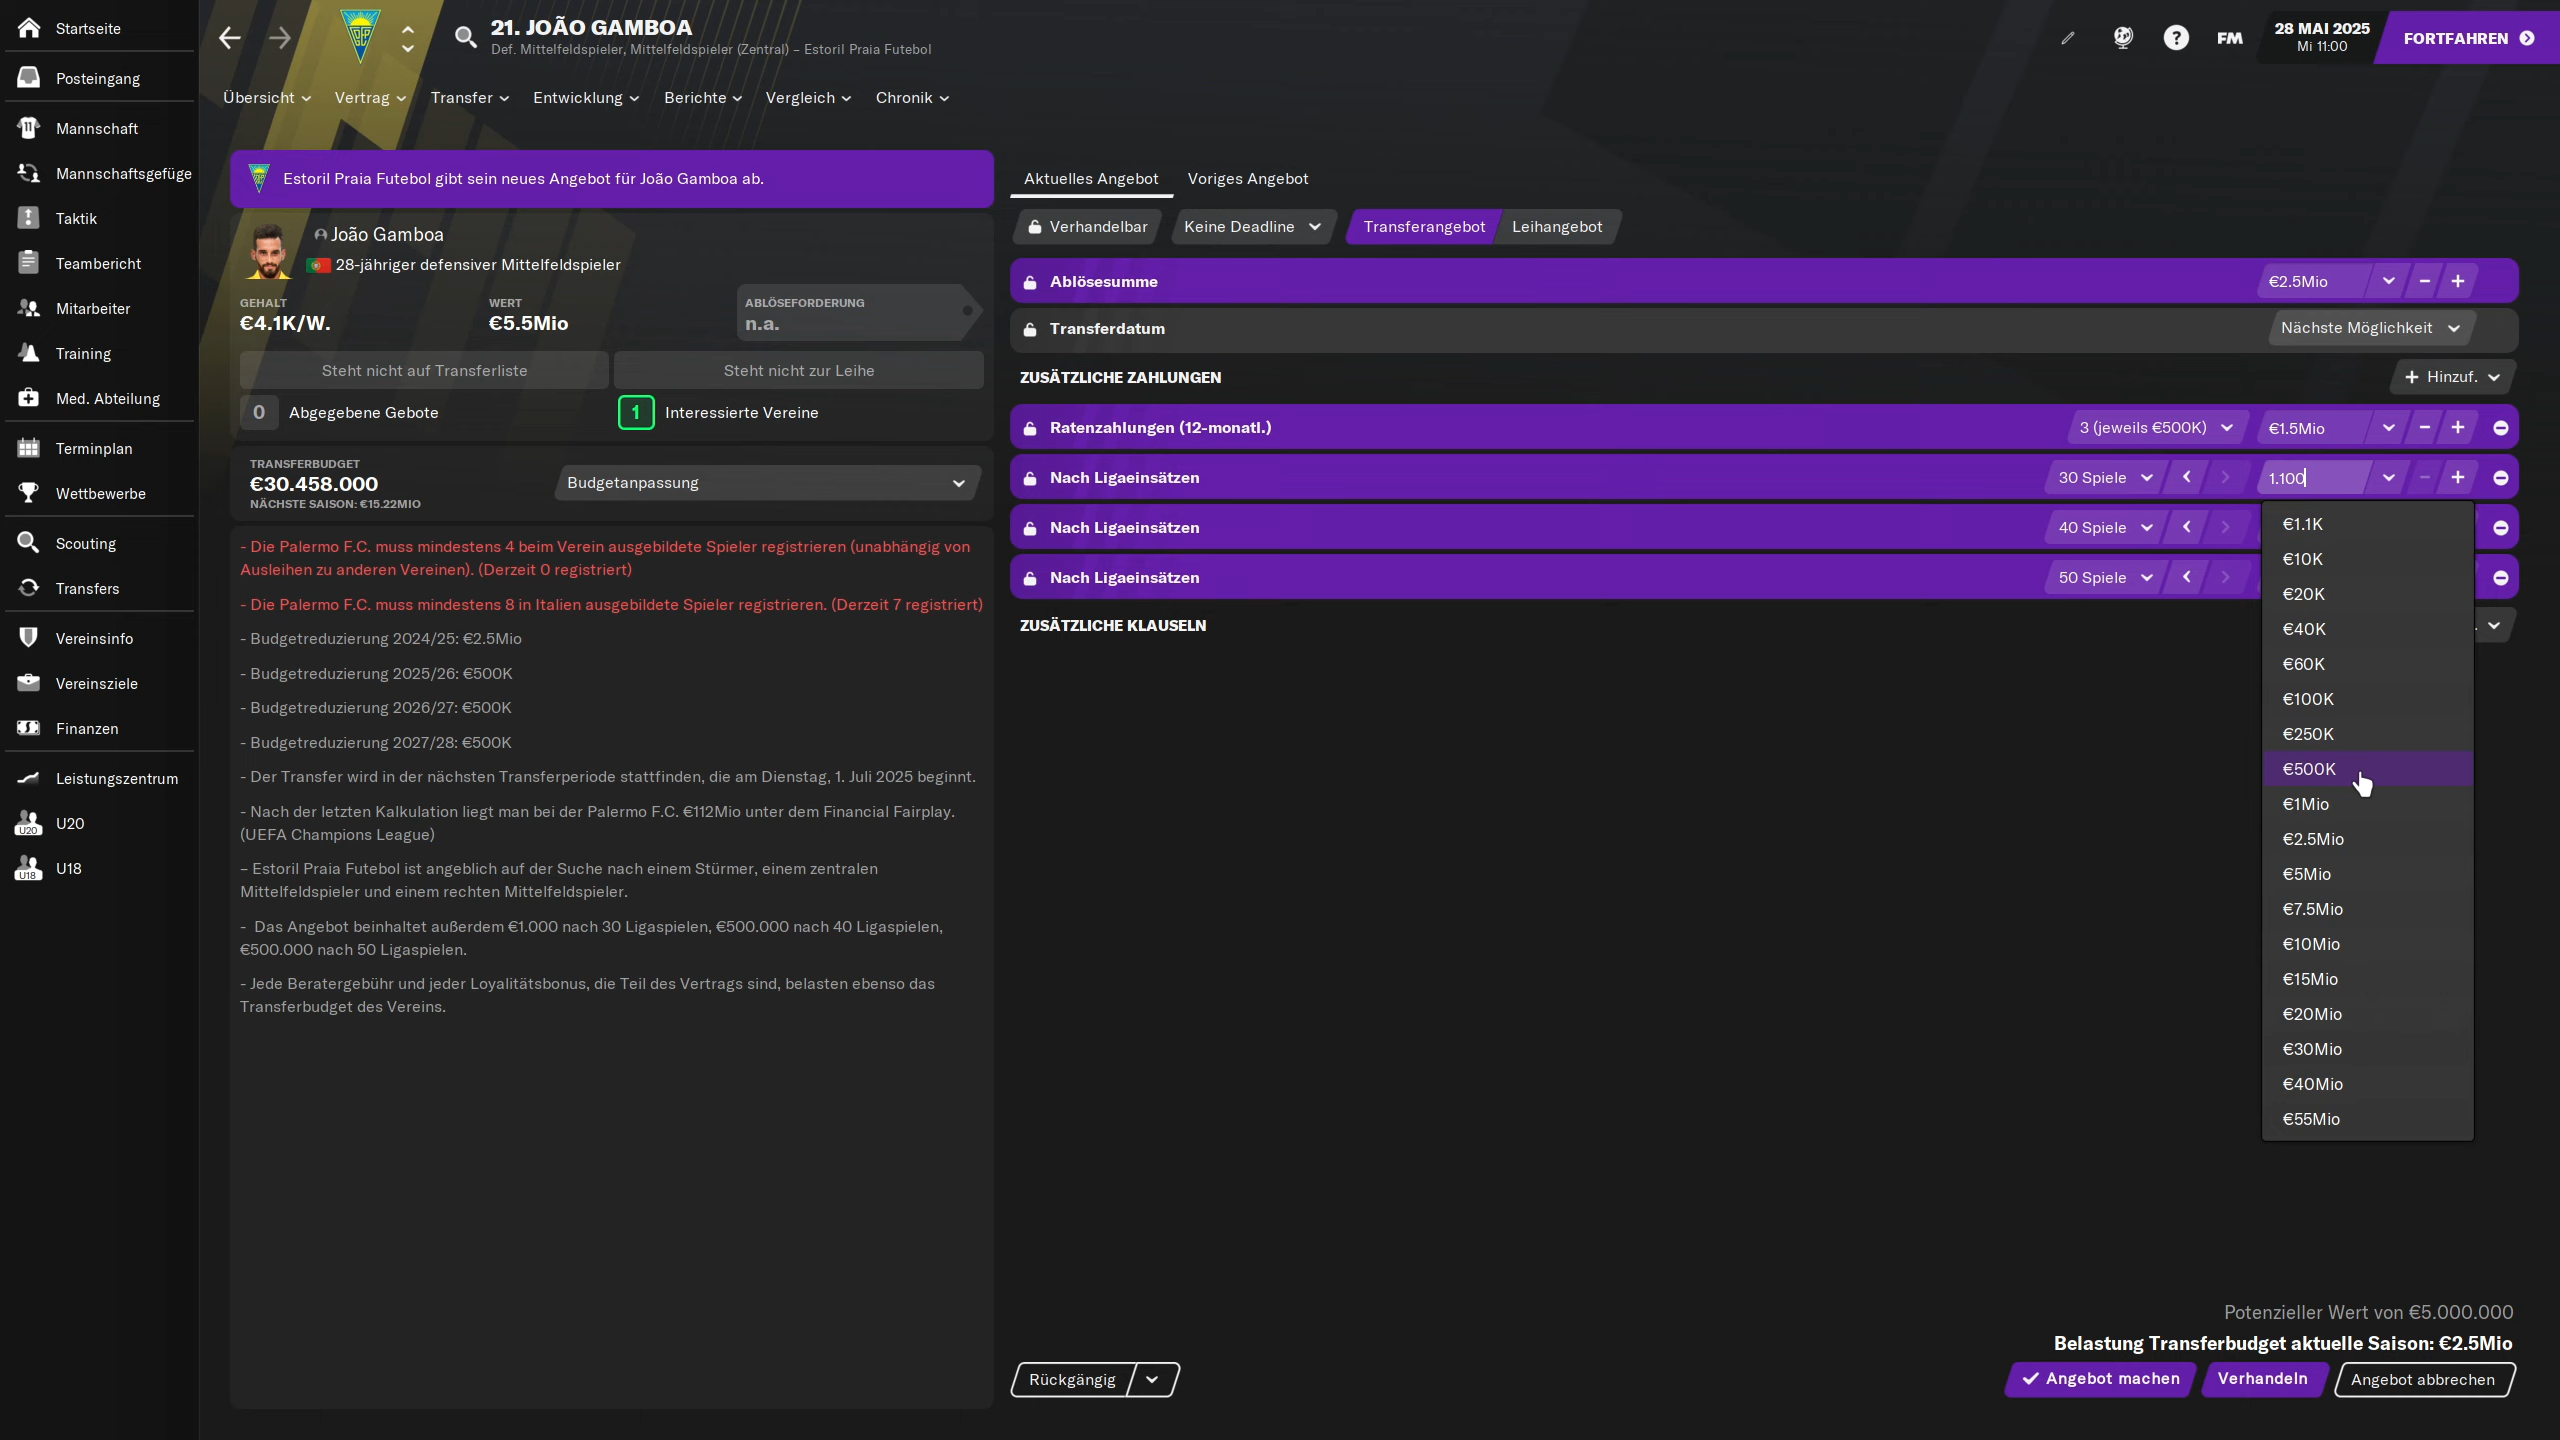 Startseite
Posteingang
Mannschaft
Mannschaftsgefüge
Taktik
Teambericht
Mitarbeiter
Training
Med. Abteilung
Terminplan
Wettbewerbe
Scouting
Transfers
Vereinsinfo
Vereinsziele
Finanzen
Leistungszentrum
U20
U20
U18
U18
21. JOÃO GAMBOA
Def. Mittelfeldspieler, Mittelfeldspieler (Zentral) – Estoril Praia Futebol
FM
28 MAI 2025
Mi 11:00
FORTFAHREN
Übersicht
Vertrag
Transfer
Entwicklung
Berichte
Vergleich
Chronik
Estoril Praia Futebol gibt sein neues Angebot für João Gamboa ab.
João Gamboa
28-jähriger defensiver Mittelfeldspieler
GEHALT
€4.1K/W.
WERT
€5.5Mio
ABLÖSEFORDERUNG
n.a.
Steht nicht auf Transferliste
Steht nicht zur Leihe
0 Abgegebene Gebote
1 Interessierte Vereine
TRANSFERBUDGET
€30.458.000
NÄCHSTE SAISON: €15.22MIO
Budgetanpassung
- Die Palermo F.C. muss mindestens 4 beim Verein ausgebildete Spieler registrieren (unabhängig von
Ausleihen zu anderen Vereinen). (Derzeit 0 registriert)
- Die Palermo F.C. muss mindestens 8 in Italien ausgebildete Spieler registrieren. (Derzeit 7 registriert)
- Budgetreduzierung 2024/25: €2.5Mio
- Budgetreduzierung 2025/26: €500K
- Budgetreduzierung 2026/27: €500K
- Budgetreduzierung 2027/28: €500K
- Der Transfer wird in der nächsten Transferperiode stattfinden, die am Dienstag, 1. Juli 2025 beginnt.
- Nach der letzten Kalkulation liegt man bei der Palermo F.C. €112Mio unter dem Financial Fairplay.
(UEFA Champions League)
– Estoril Praia Futebol ist angeblich auf der Suche nach einem Stürmer, einem zentralen
Mittelfeldspieler und einem rechten Mittelfeldspieler.
- Das Angebot beinhaltet außerdem €1.000 nach 30 Ligaspielen, €500.000 nach 40 Ligaspielen,
€500.000 nach 50 Ligaspielen.
- Jede Beratergebühr und jeder Loyalitätsbonus, die Teil des Vertrags sind, belasten ebenso das
Transferbudget des Vereins.
Aktuelles Angebot
Voriges Angebot
Verhandelbar
Keine Deadline
Transferangebot
Leihangebot
Ablösesumme
€2.5Mio
Transferdatum
Nächste Möglichkeit
ZUSÄTZLICHE ZAHLUNGEN
+ Hinzuf.
Ratenzahlungen (12-monatl.)
3 (jeweils €500K)
€1.5Mio
Nach Ligaeinsätzen
30 Spiele
1.100
Nach Ligaeinsätzen
40 Spiele
Nach Ligaeinsätzen
50 Spiele
ZUSÄTZLICHE KLAUSELN
€1.1K
€10K
€20K
€40K
€60K
€100K
€250K
€500K
€1Mio
€2.5Mio
€5Mio
€7.5Mio
€10Mio
€15Mio
€20Mio
€30Mio
€40Mio
€55Mio
Potenzieller Wert von €5.000.000
Belastung Transferbudget aktuelle Saison: €2.5Mio
Rückgängig
Angebot machen
Verhandeln
Angebot abbrechen